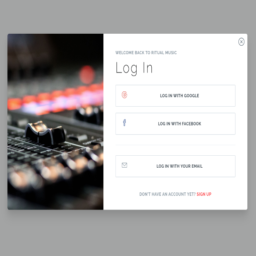 WELCOME BACK TO RITUAL MUSIC
Log In
LOG IN WITH GOOGLE
LOG IN WITH FACEBOOK
LOG IN WITH YOUR EMAIL
DON'T HAVE AN ACCOUNT YET? SIGN UP